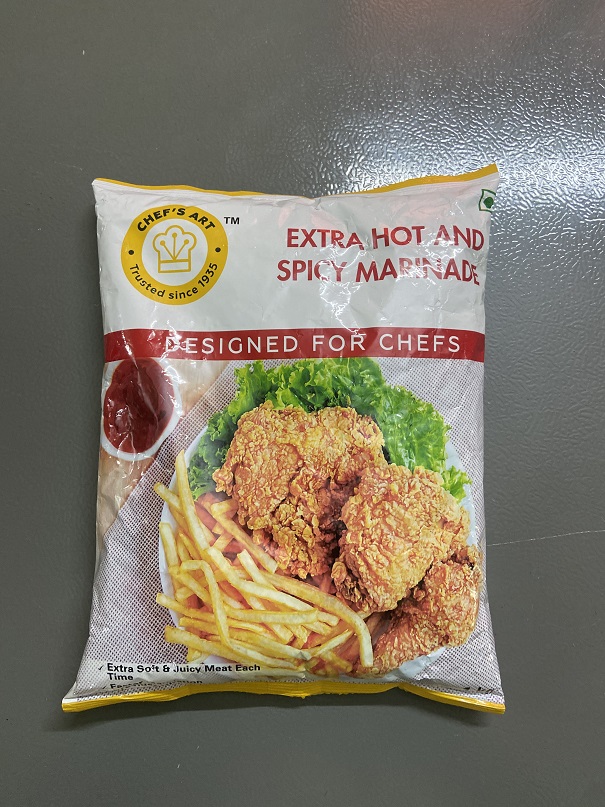 CHEF'S ART
TM
Trusted since 1935
EXTRA HOT AND
SPICY MARINADE
DESIGNED FOR CHEFS
✓ Extra Soft & Juicy Meat Each
Time